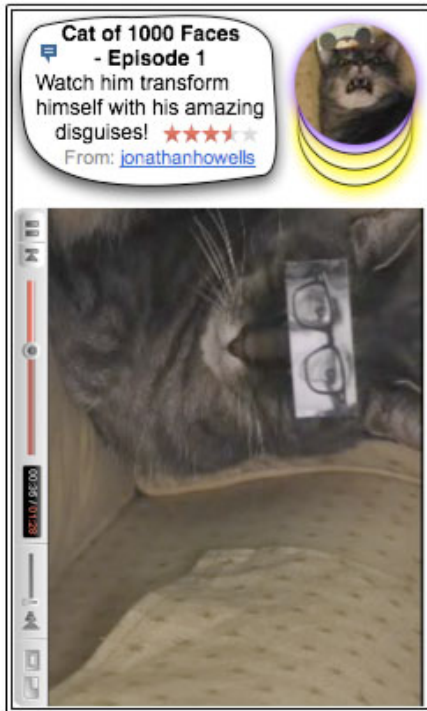 Cat of 1000 Faces
- Episode 1
Watch him transform
himself with his amazing
disguises!
From: jonathanhowells
00:36 / 01:28